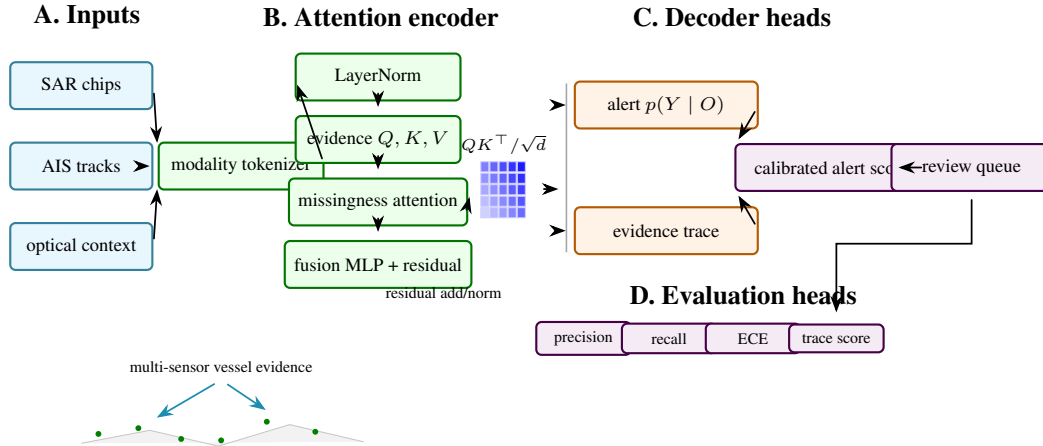 A. Inputs
B. Attention encoder
C. Decoder heads
SAR chips
AIS tracks
optical context
modality tokenizer
LayerNorm
evidence Q, K, V
missingness attention
fusion MLP + residual
residual add/norm
QK⊤/√d
alert p(Y | O)
evidence trace
calibrated alert sco
review queue
D. Evaluation heads
precision
recall
ECE
trace score
multi-sensor vessel evidence